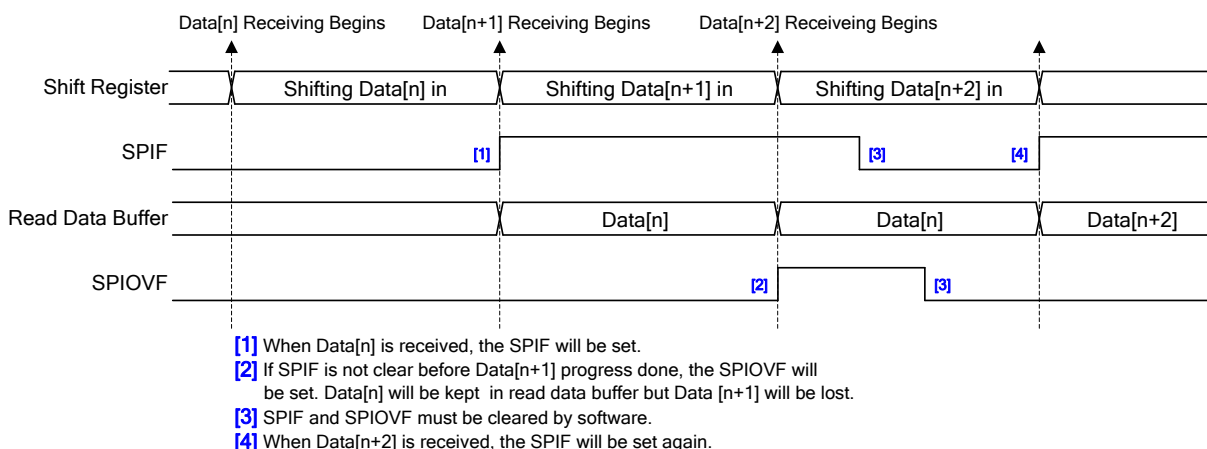 Data[n] Receiving Begins Data[n+1] Receiveing Begins Data[n+2] Receiveing Begins
Shift Register Shifting Data[n] in Shifting Data[n+1] in Shifting Data[n+2] in
SPIF [1] [3] [4]
Read Data Buffer Data[n] Data[n] Data[n+2]
SPIOVF [2] [3]
[1] When Data[n] is received, the SPIF will be set.
[2] If SPIF is not clear before Data[n+1] progress done, the SPIOVF will
be set. Data[n] will be kept in read data buffer but Data [n+1] will be lost.
[3] SPIF and SPIOVF must be cleared by software.
[4] When Data[n+2] is received, the SPIF will be set again.